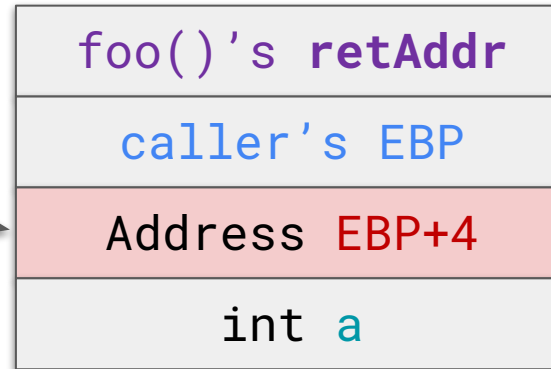 foo()’s retAddr
caller’s EBP
Address EBP+4
int a